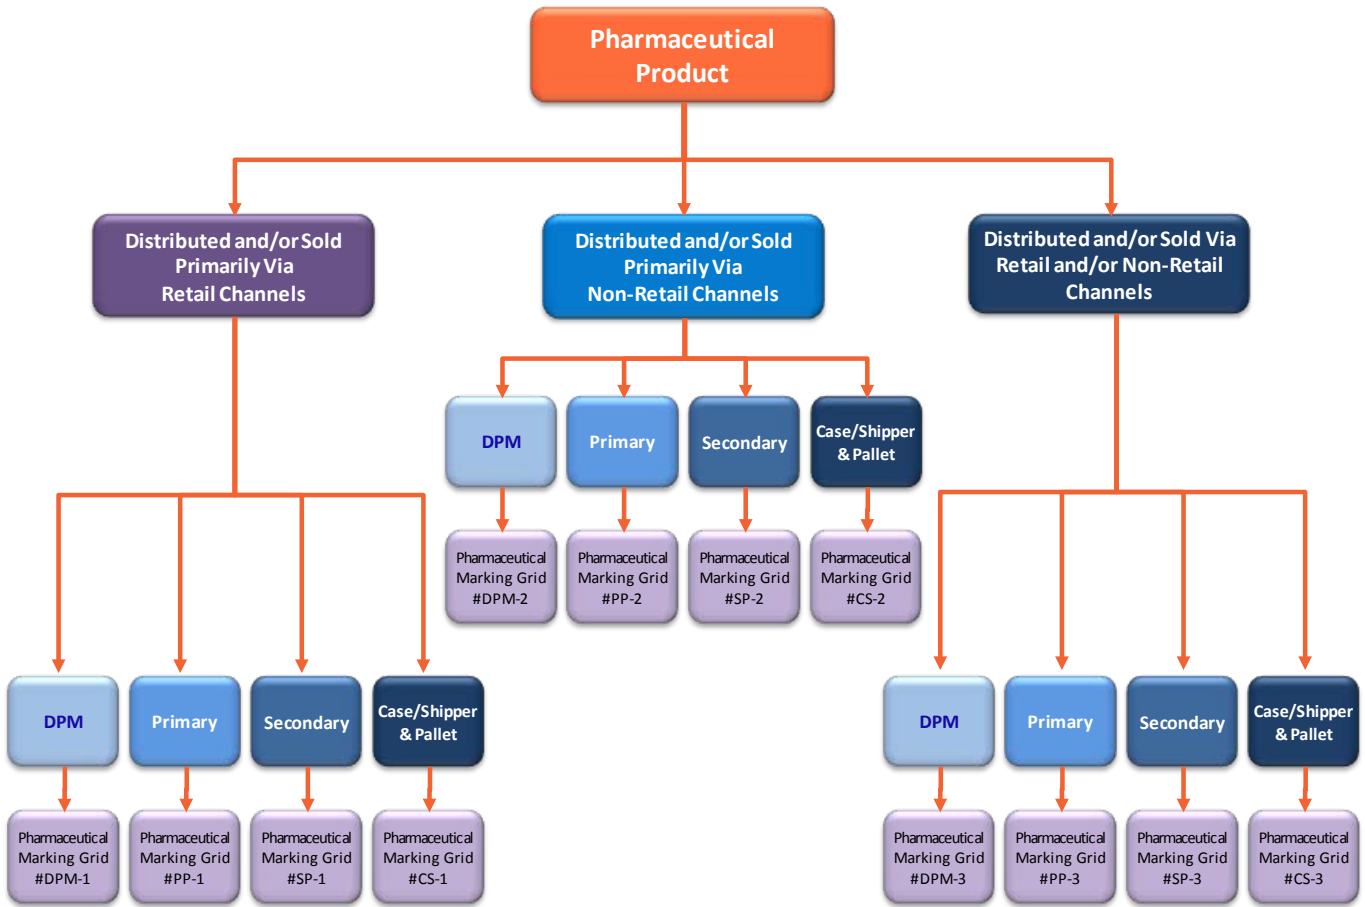 Pharmaceutical
Product
Distributed and/or Sold
Primarily Via
Retail Channels
Distributed and/or Sold
Primarily Via
Non-Retail Channels
Distributed and/or Sold Via
Retail and/or Non-Retail
Channels
DPM
Primary
Secondary
Case/Shipper
& Pallet
Pharmaceutical
Marking Grid
#DPM-2
Pharmaceutical
Marking Grid
#PP-2
Pharmaceutical
Marking Grid
#SP-2
Pharmaceutical
Marking Grid
#CS-2
DPM
Primary
Secondary
Case/Shipper
& Pallet
DPM
Primary
Secondary
Case/Shipper
& Pallet
Pharmaceutical
Marking Grid
#DPM-1
Pharmaceutical
Marking Grid
#PP-1
Pharmaceutical
Marking Grid
#SP-1
Pharmaceutical
Marking Grid
#CS-1
Pharmaceutical
Marking Grid
#DPM-3
Pharmaceutical
Marking Grid
#PP-3
Pharmaceutical
Marking Grid
#SP-3
Pharmaceutical
Marking Grid
#CS-3